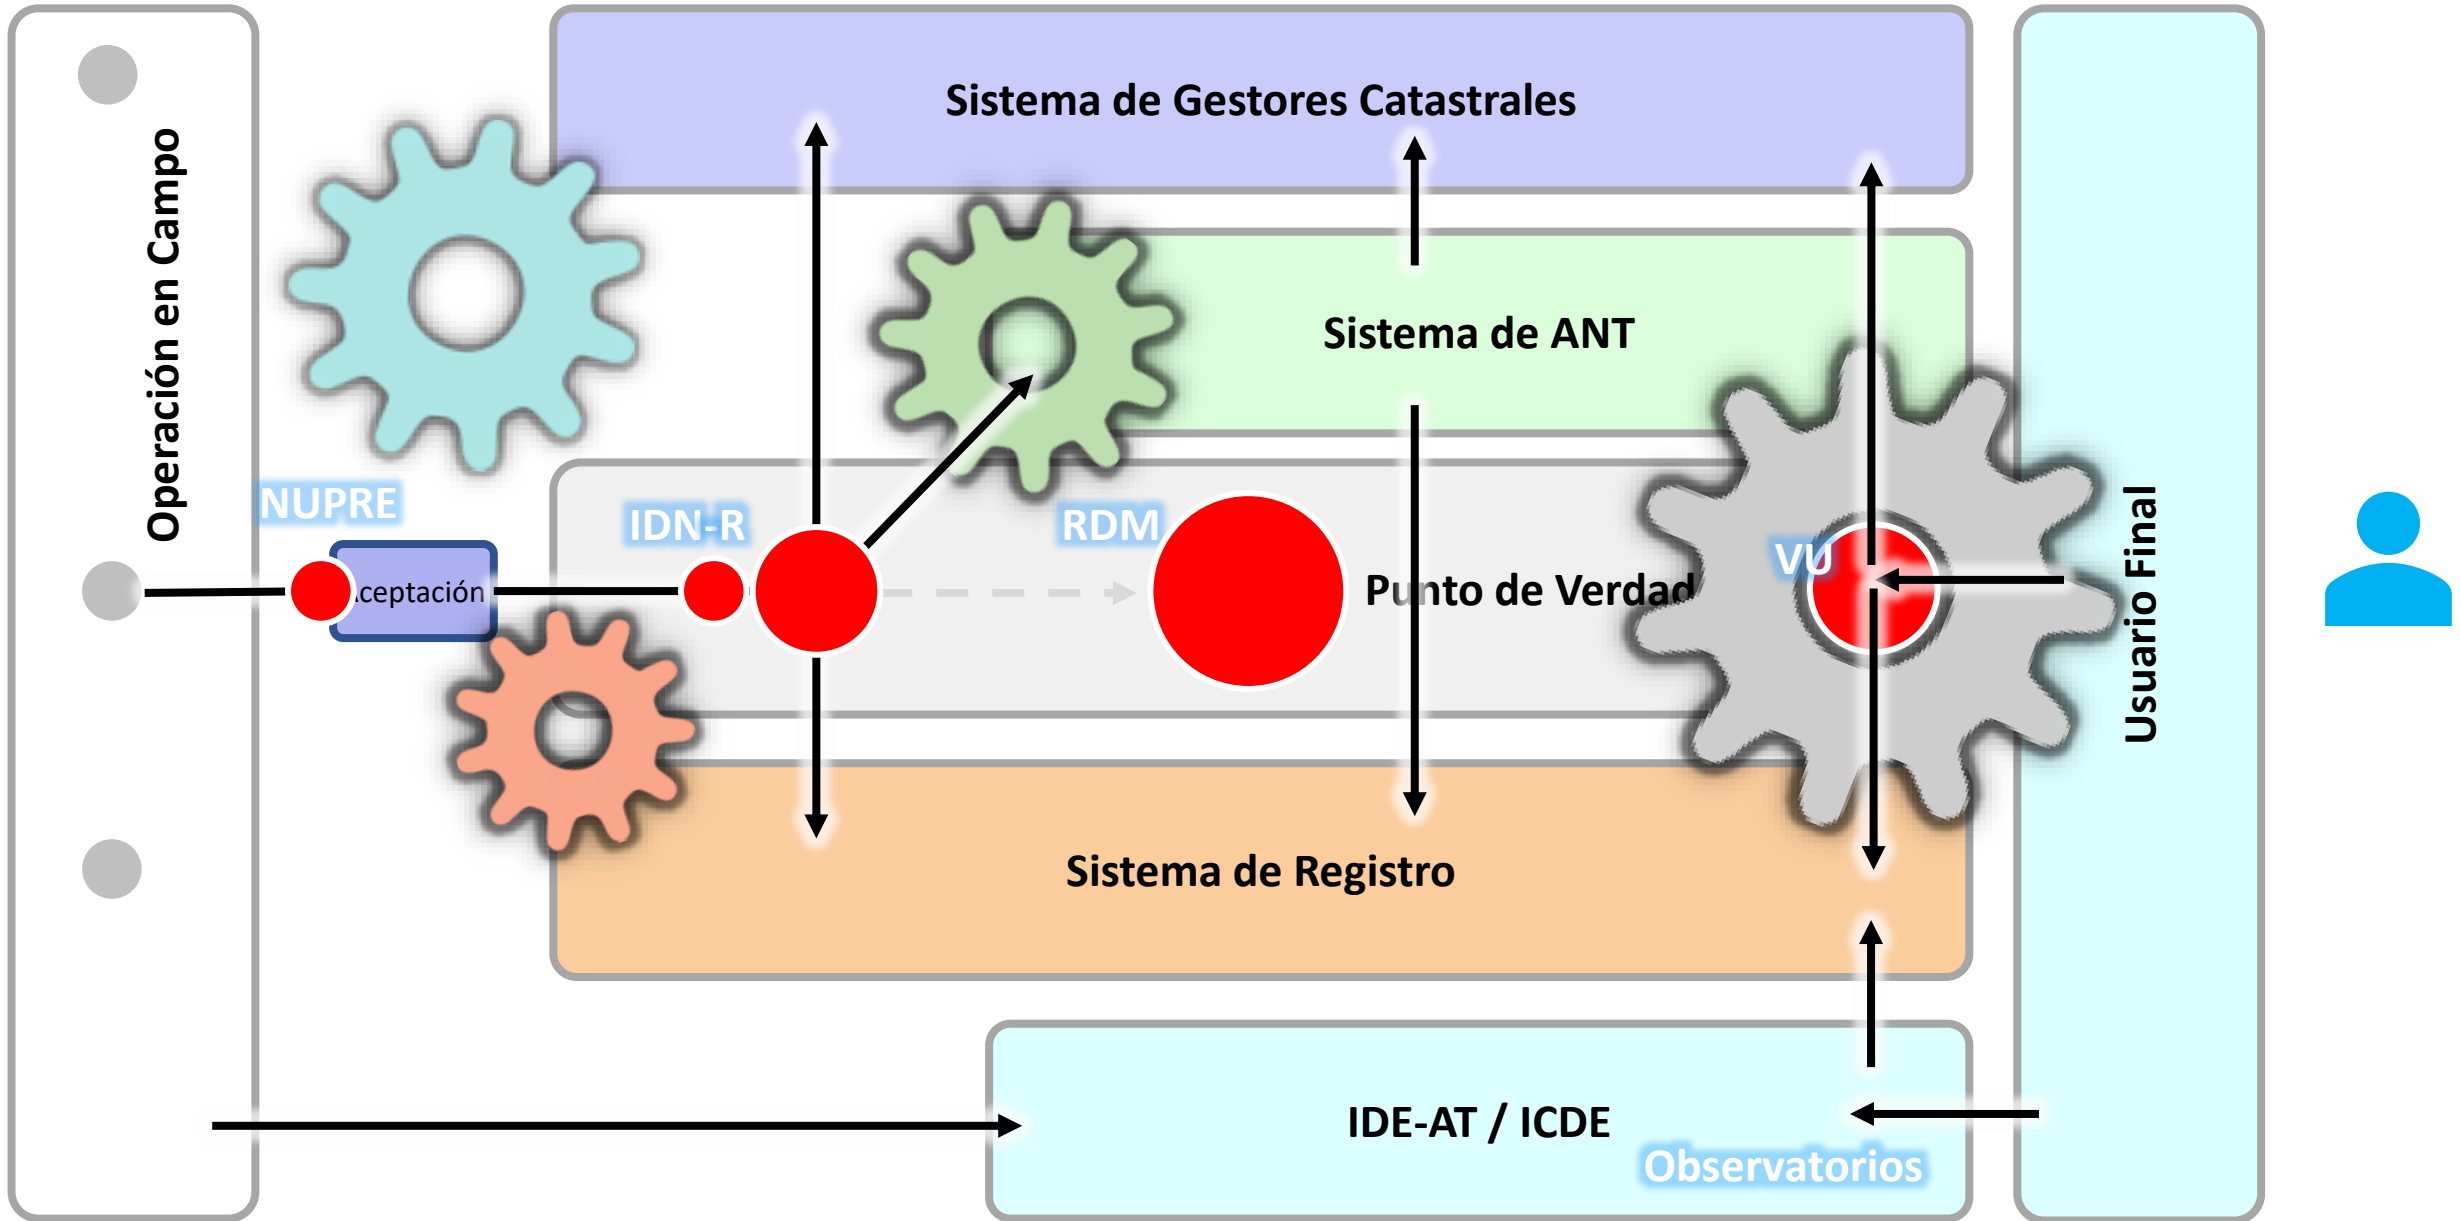 Operación en Campo
Sistema de Gestores Catastrales
Sistema de ANT
NUPRE
IDN-R
RDM
VU
ceptación
Punto de Verdad
Usuario Final
Sistema de Registro
IDE-AT / ICDE
Observatorios